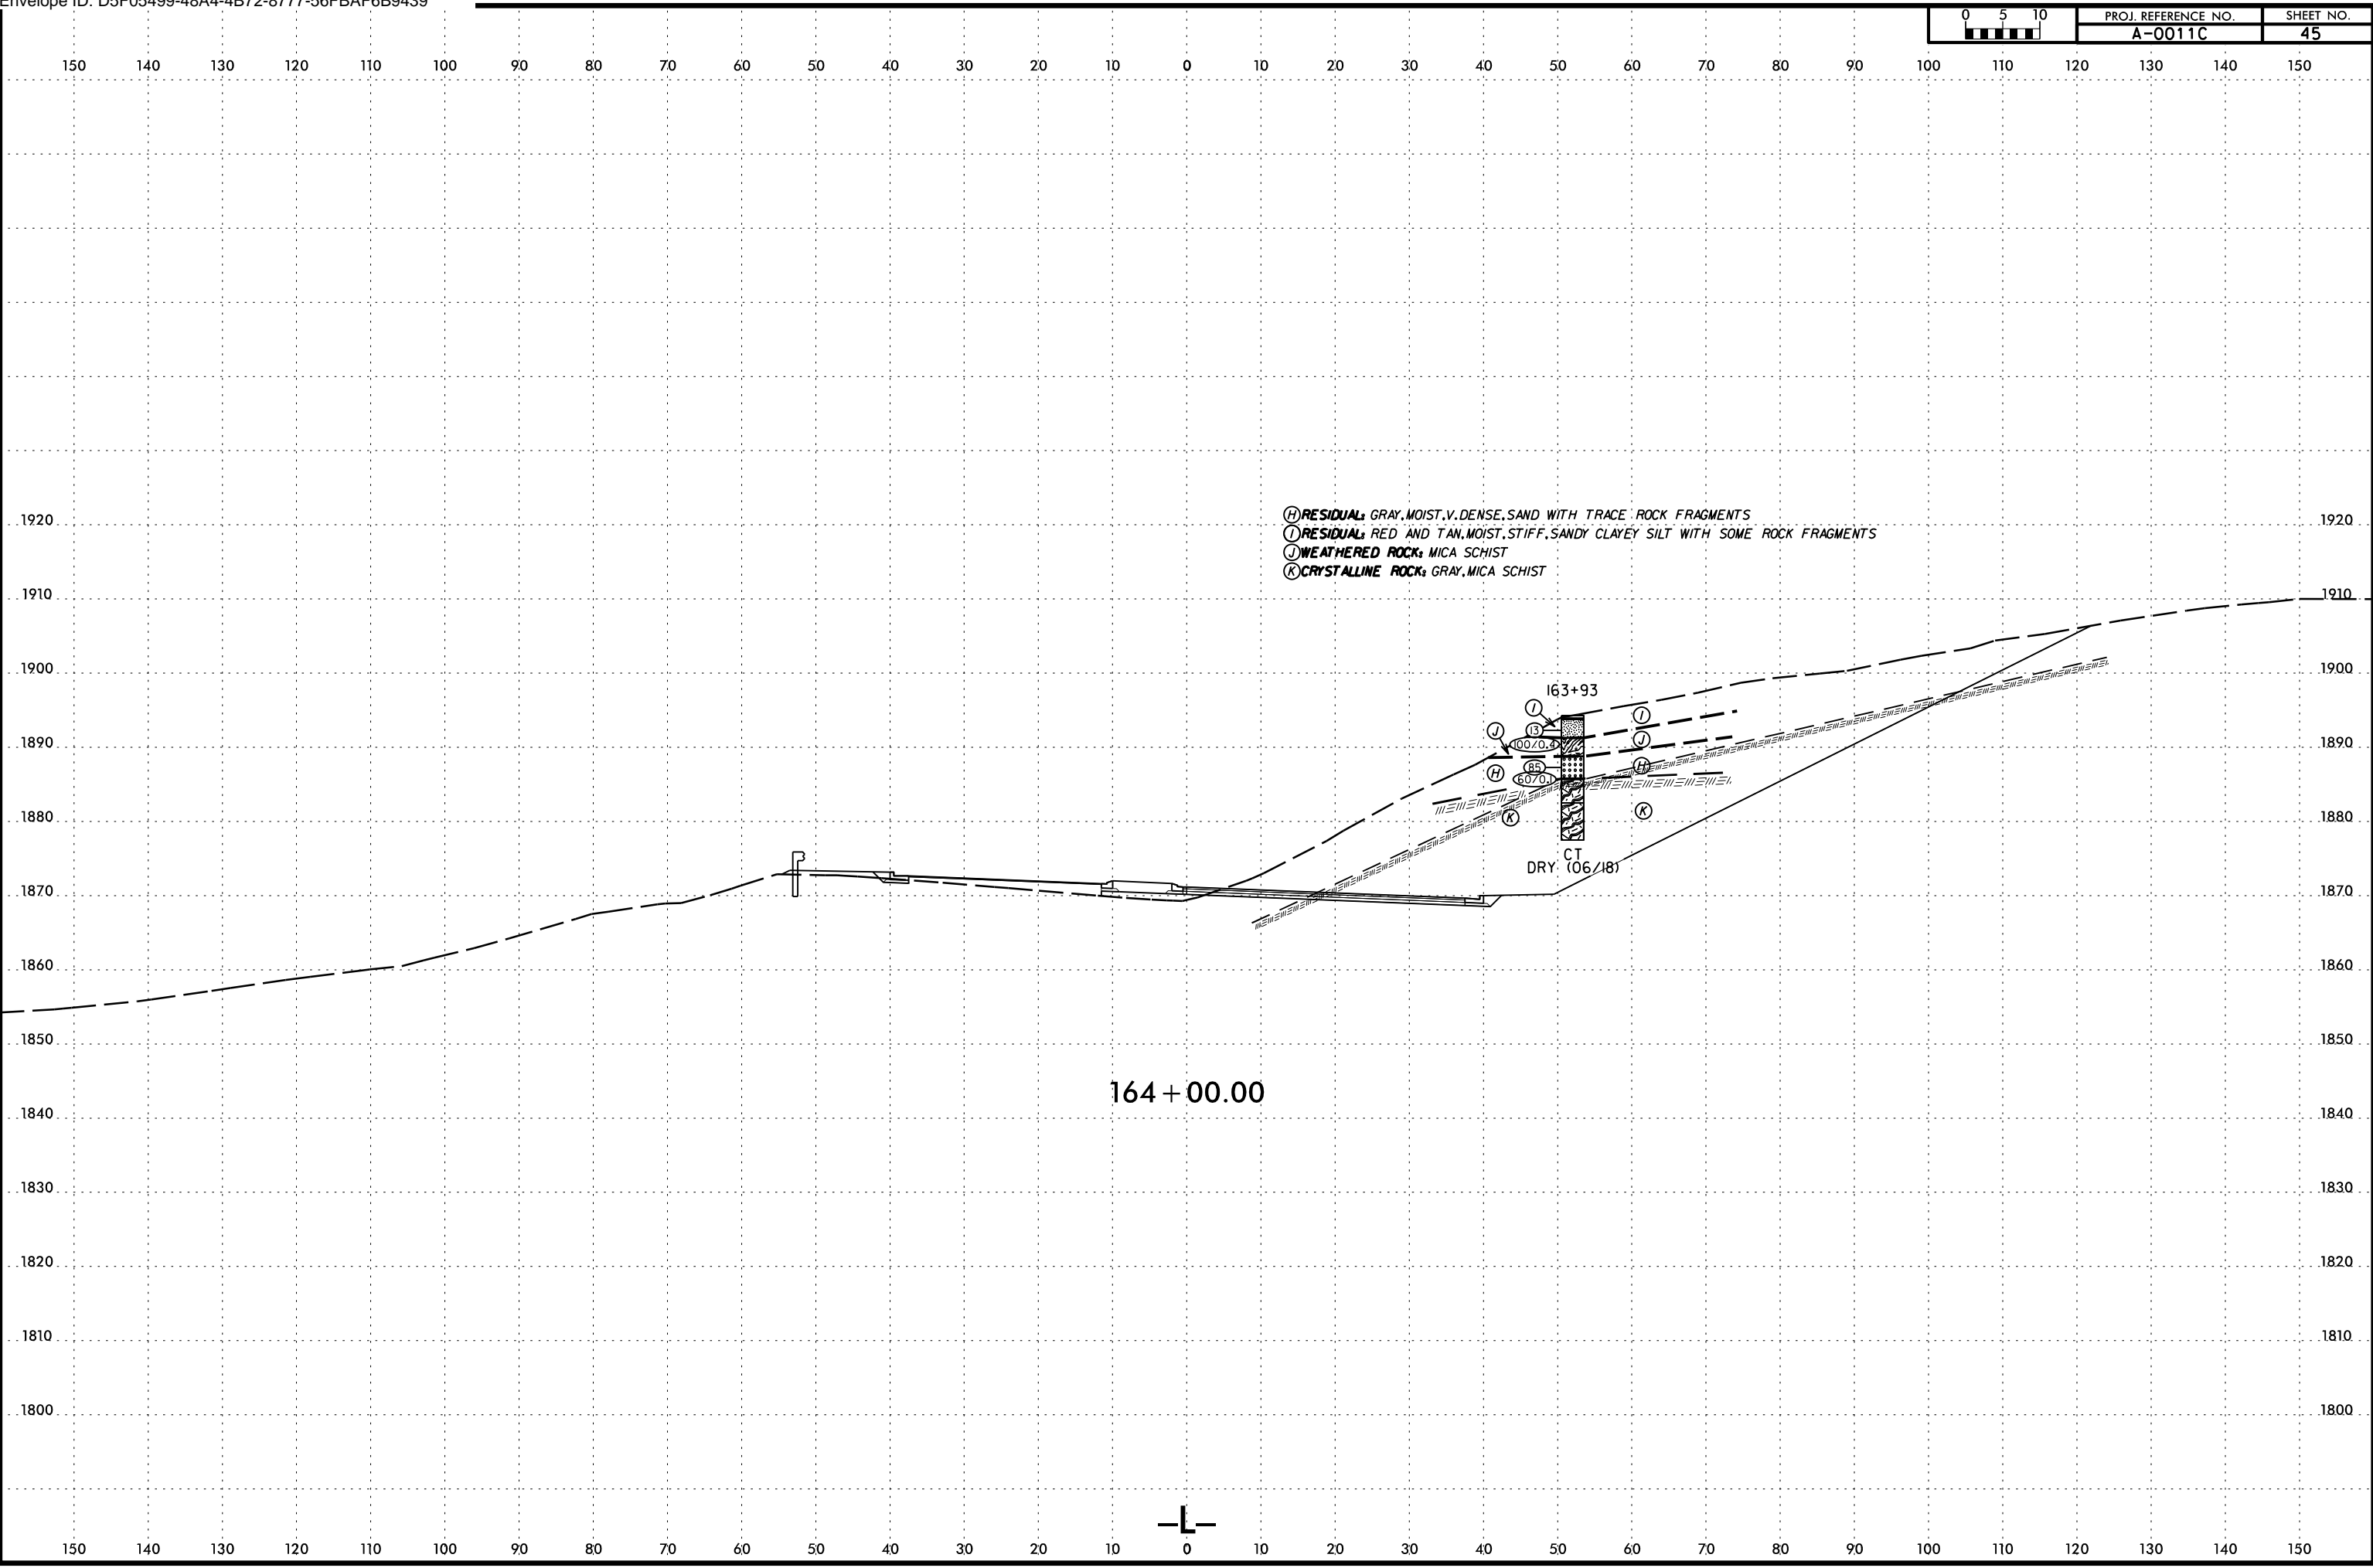 Envelope ID: D5F05499-48A4-4B72-8777-56FBAF6B9439
0 5 10
PROJ. REFERENCE NO.
SHEET NO.
A-0011C
45
150 140 130 120 110 100 90 80 70 60 50 40 30 20 10 0 10 20 30 40 50 60 70 80 90 100 110 120 130 140 150
1920 1920
H RESIDUAL: GRAY, MOIST, V. DENSE, SAND WITH TRACE ROCK FRAGMENTS
I RESIDUAL: RED AND TAN, MOIST, STIFF, SANDY CLAYEY SILT WITH SOME ROCK FRAGMENTS
J WEATHERED ROCK: MICA SCHIST
K CRYSTALLINE ROCK: GRAY, MICA SCHIST
1910 1910
1900 1900
163+93
I
I
J
13
J
100/0.4
1890 1890
H
85
H
60/0.1
K
K
1880 1880
CT
DRY (06/18)
1870 1870
1860 1860
1850 1850
164+00.00
1840 1840
1830 1830
1820 1820
1810 1810
1800 1800
-L-
150 140 130 120 110 100 90 80 70 60 50 40 30 20 10 0 10 20 30 40 50 60 70 80 90 100 110 120 130 140 150